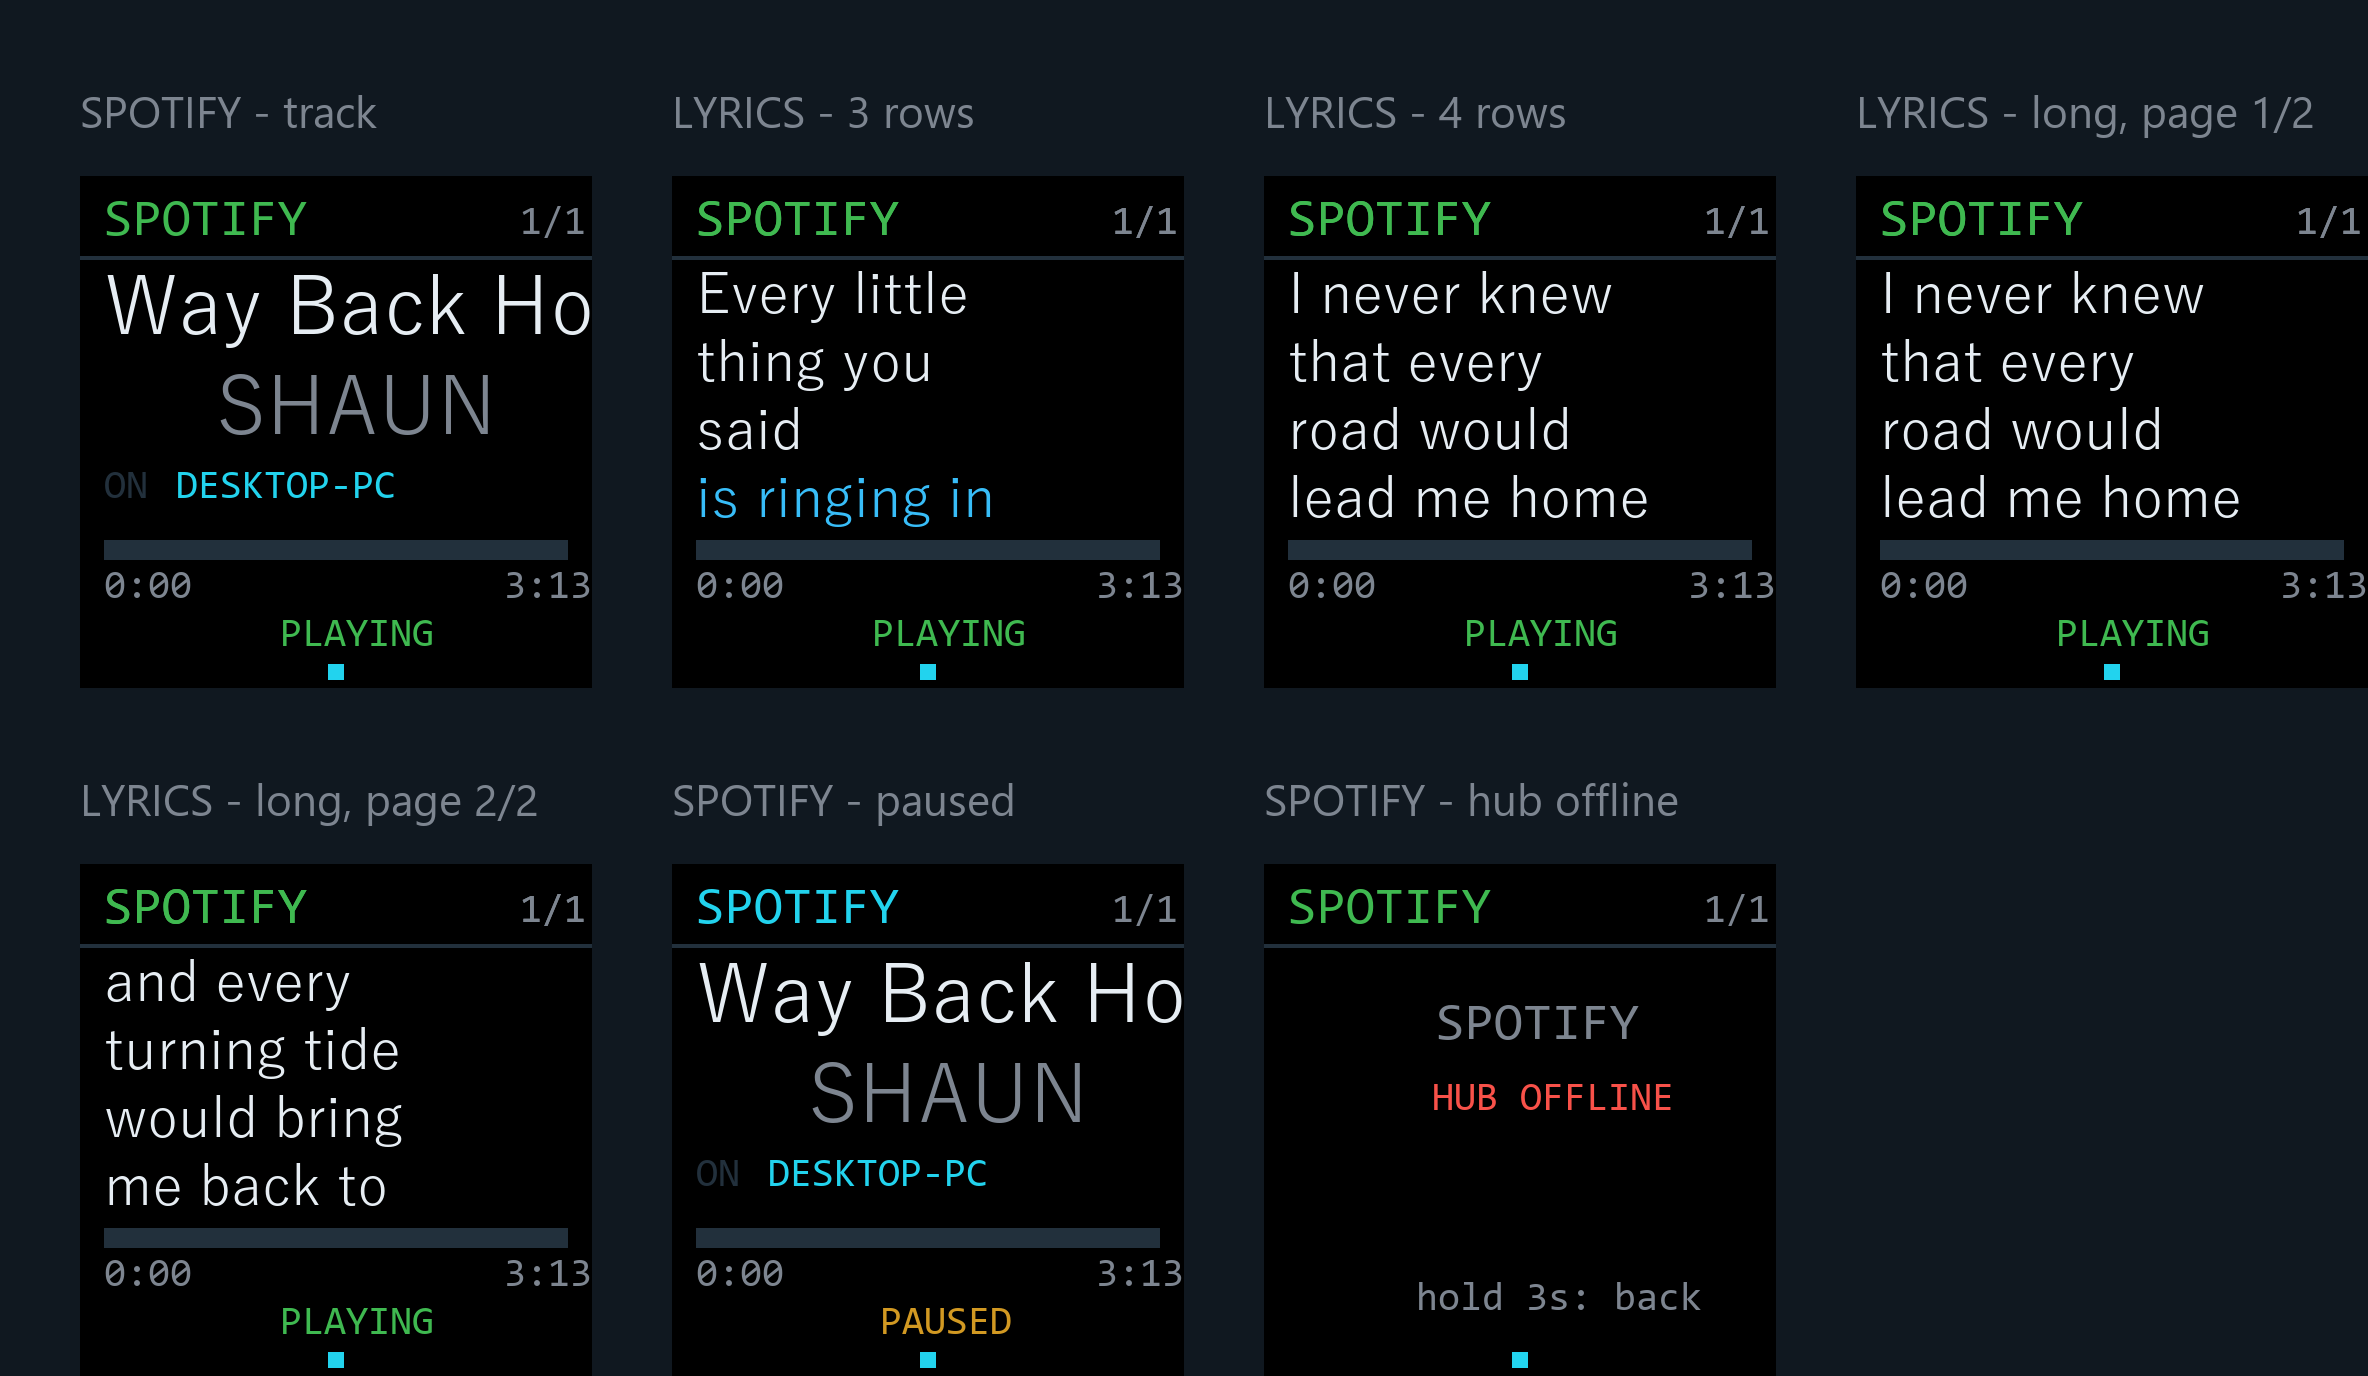 SPOTIFY - track
SPOTIFY 1/1
Way Back Ho
SHAUN
ON DESKTOP-PC
0:00 3:13
PLAYING
LYRICS - 3 rows
SPOTIFY 1/1
Every little
thing you
said
is ringing in
0:00 3:13
PLAYING
LYRICS - 4 rows
SPOTIFY 1/1
I never knew
that every
road would
lead me home
0:00 3:13
PLAYING
LYRICS - long, page 1/2
SPOTIFY 1/1
I never knew
that every
road would
lead me home
0:00 3:13
PLAYING
LYRICS - long, page 2/2
SPOTIFY 1/1
and every
turning tide
would bring
me back to
0:00 3:13
PLAYING
SPOTIFY - paused
SPOTIFY 1/1
Way Back Ho
SHAUN
ON DESKTOP-PC
0:00 3:13
PAUSED
SPOTIFY - hub offline
SPOTIFY 1/1
SPOTIFY
HUB OFFLINE
hold 3s: back